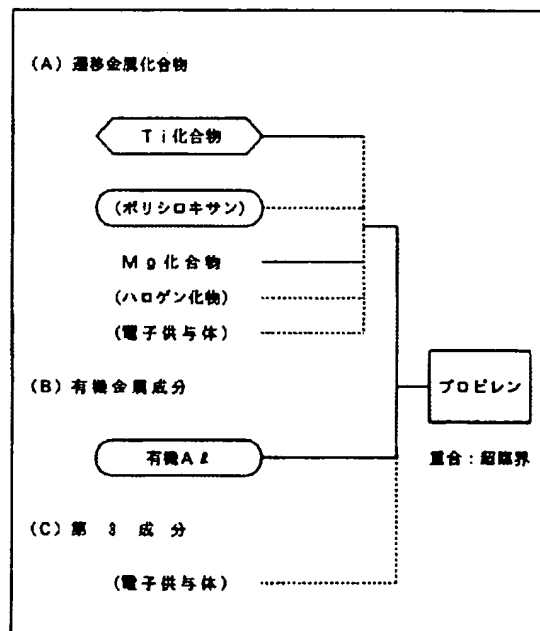 (A) 遷移金属化合物
Ti化合物
(ポリシロキサン)
Mg化合物
(ハロゲン化物)
(電子供与体)
(B) 有機金属成分
プロピレン
有機Aℓ
重合：超臨界
(C) 第 3 成 分
(電子供与体)